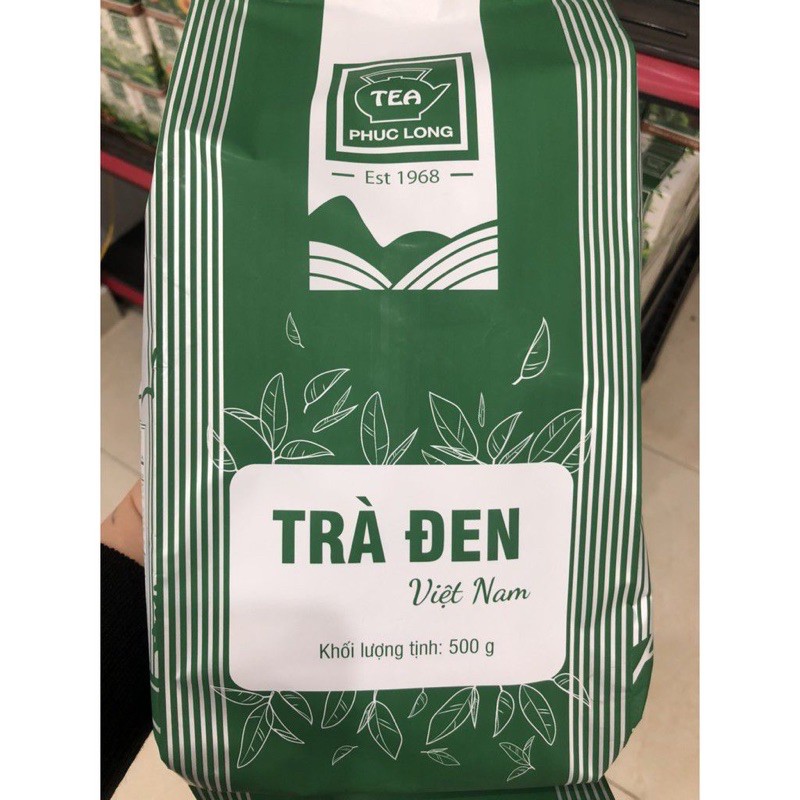 TEA
PHUC LONG
Est 1968
TRÀ ĐEN
Việt Nam
Khối lượng tịnh: 500 g